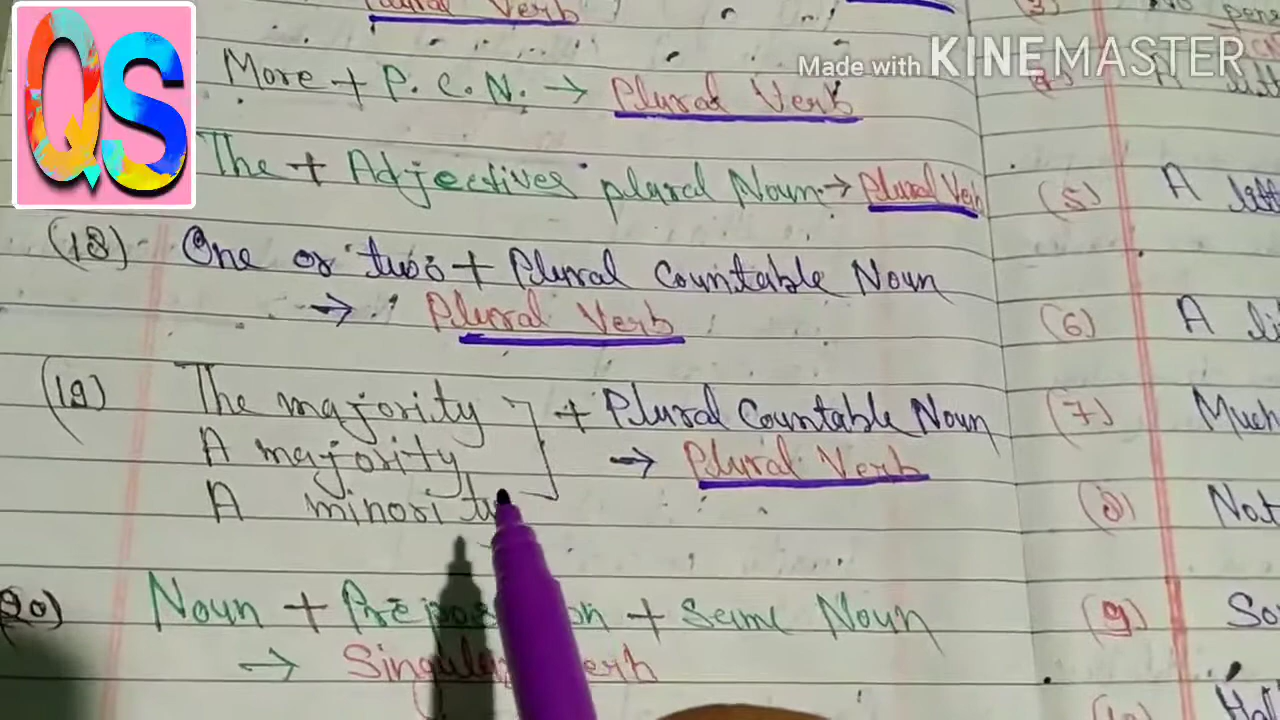 Plural Verb
QS
Made with KINEMASTER
More + P. C. N. → Plural Verb
The + Adjectives plural Noun → Plural Verb
(18) One or two + Plural Countable Noun
→ Plural Verb
(19) The majority
A majority
A minority
+ Plural Countable Noun
→ Plural Verb
(20) Noun + Preposition + Same Noun
→ Singular Verb
(5) A
(6) A
(7) Much
(8)
(9)